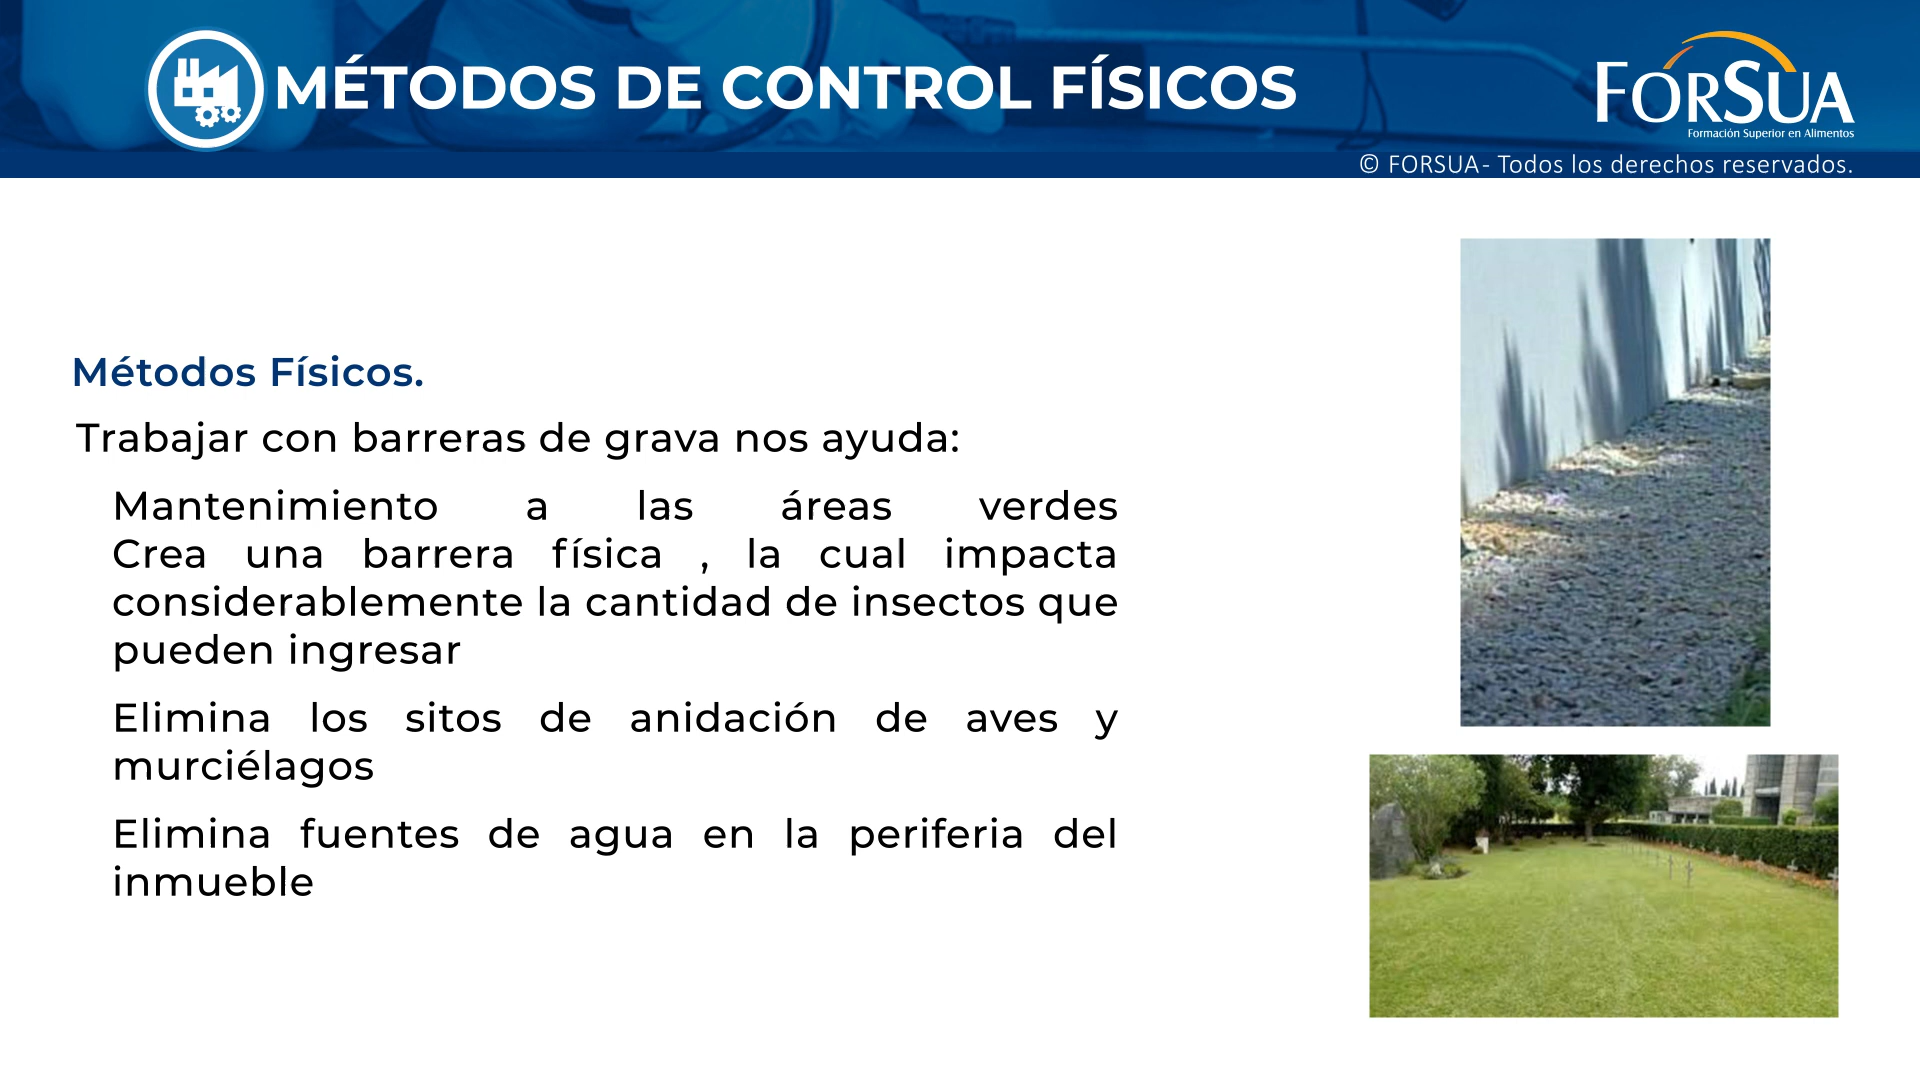 MÉTODOS DE CONTROL FÍSICOS
FORSUA
Formación Superior en Alimentos
© FORSUA- Todos los derechos reservados.
Métodos Físicos.
Trabajar con barreras de grava nos ayuda:
Mantenimiento a las áreas verdes
Crea una barrera física , la cual impacta
considerablemente la cantidad de insectos que
pueden ingresar
Elimina los sitos de anidación de aves y
murciélagos
Elimina fuentes de agua en la periferia del
inmueble